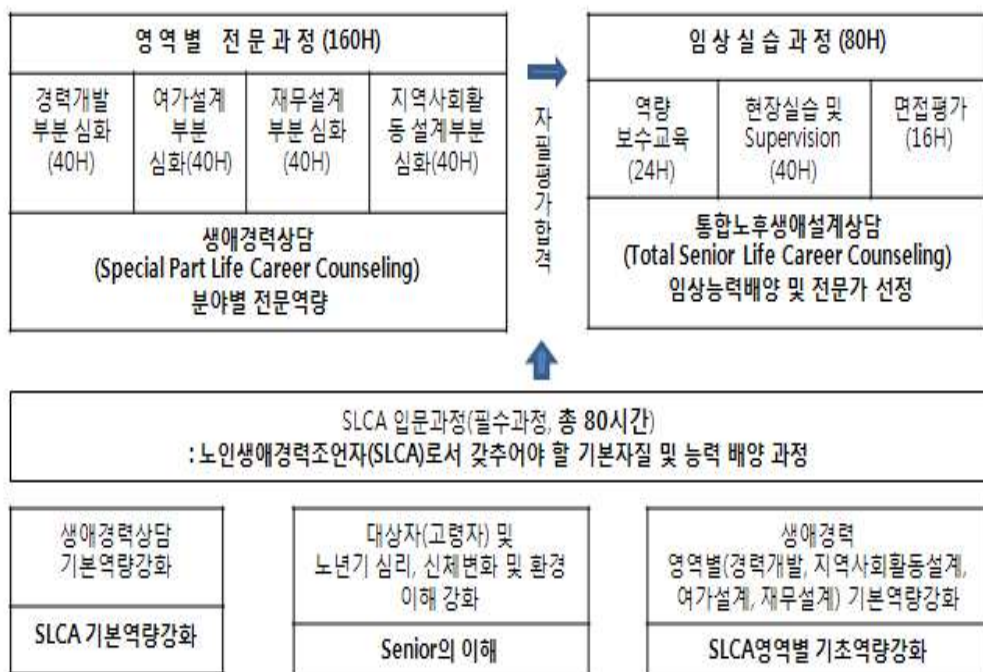 영역별 전문과정 (160H)
경력개발
부분 심화
(40H)
여가설계
부분
심화(40H)
재무설계
부분 심화
(40H)
지역사회활
동 설계부분
심화(40H)
생애경력상담
(Special Part Life Career Counseling)
분야별 전문역량
자필평가합격
임상실습과정 (80H)
역량
보수교육
(24H)
현장실습 및
Supervision
(40H)
면접평가
(16H)
통합노후생애설계상담
(Total Senior Life Career Counseling)
임상능력배양 및 전문가 선정
SLCA 입문과정(필수과정, 총 80시간)
: 노인생애경력조언자(SLCA)로서 갖추어야 할 기본자질 및 능력 배양 과정
생애경력상담
기본역량강화
SLCA 기본역량강화
대상자(고령자) 및
노년기 심리, 신체변화 및 환경
이해 강화
Senior의 이해
생애경력
영역별(경력개발, 지역사회활동설계,
여가설계, 재무설계) 기본역량강화
SLCA영역별 기초역량강화